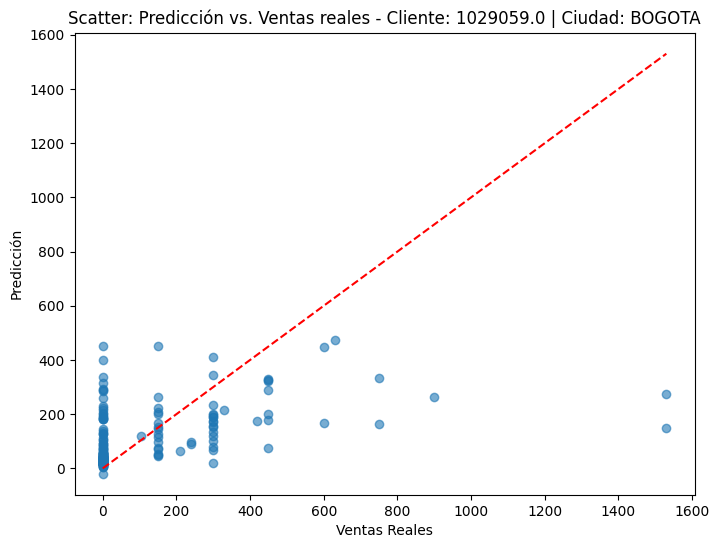 Scatter: Predicción vs. Ventas reales - Cliente: 1029059.0 | Ciudad: BOGOTA
1600
1400
1200
1000
800
600
400
200
0
Predicción
0 200 400 600 800 1000 1200 1400 1600
Ventas Reales